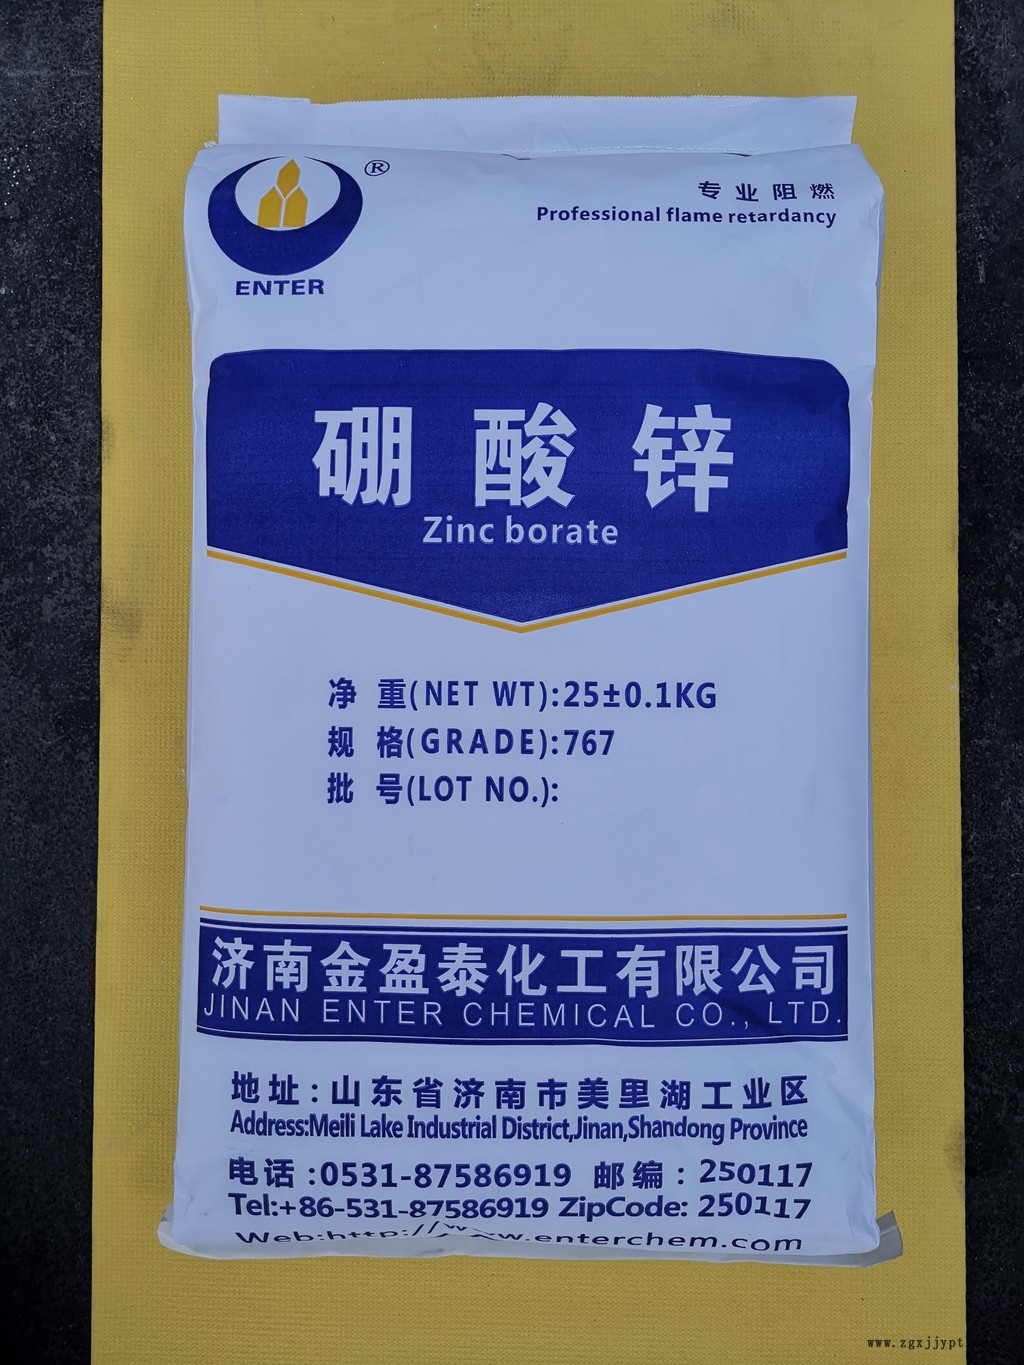 ®
专业阻燃
Professional flame retardancy
ENTER
硼酸锌
Zinc borate
净 重(NET WT):25±0.1KG
规 格(GRADE):767
批 号(LOT NO.):
济南金盈泰化工有限公司
JINAN ENTER CHEMICAL CO., LTD.
地址:山东省济南市美里湖工业区
Address:Meili Lake Industrial District,Jinan,Shandong Province
电话:0531-87586919 邮编:250117
Tel:+86-531-87586919 ZipCode: 250117
Web:http://www.enterchem.com